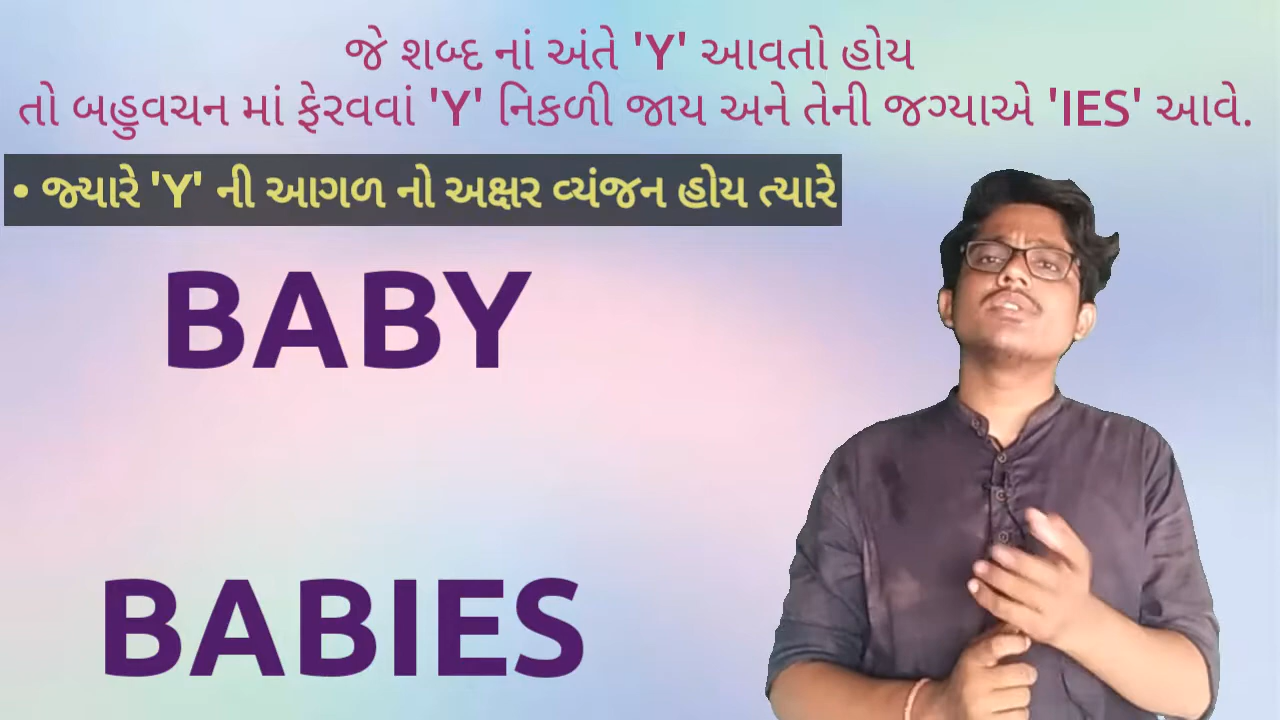 જે શબ્દ નાં અંતે 'Y' આવતો હોય
તો બહુવચન માં ફેરવવાં 'Y' નિકળી જાય અને તેની જગ્યાએ 'IES' આવે.
• જ્યારે 'Y' ની આગળ નો અક્ષર વ્યંજન હોય ત્યારે
BABY
BABIES